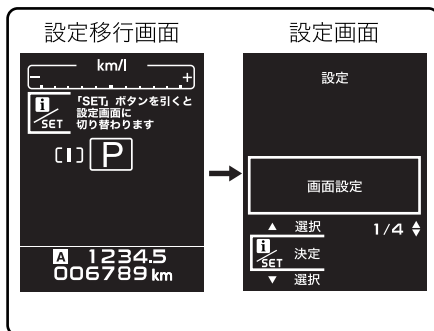 設定移行画面
km/l
− +
i/SET 「SET」ボタンを引くと
設定画面に
切り替わります
[I] P
A 1234.5
006789 km
設定画面
設定
画面設定
▲ 選択 1/4
i/SET 決定
▼ 選択